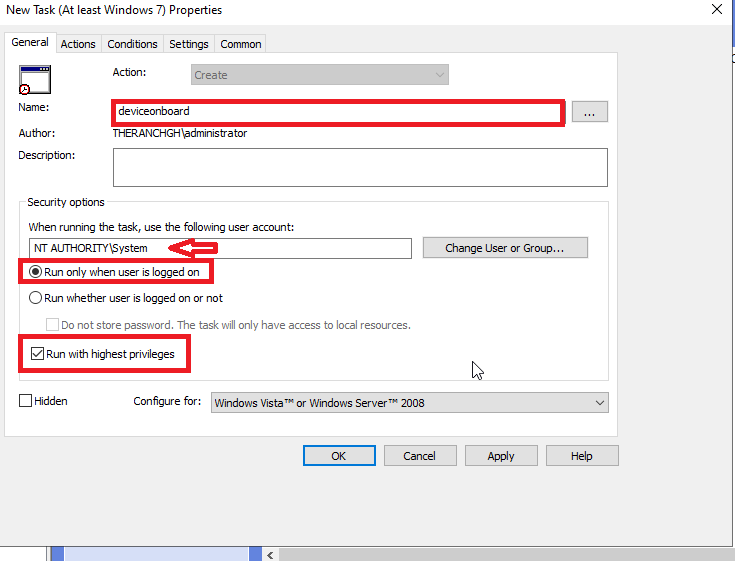 New Task (At least Windows 7) Properties
General Actions Conditions Settings Common
Action: Create
Name: deviceonboard ...
Author: THERANCHGH\administrator
Description:
Security options
When running the task, use the following user account:
NT AUTHORITY\System Change User or Group...
Run only when user is logged on
Run whether user is logged on or not
Do not store password. The task will only have access to local resources.
Run with highest privileges
Hidden Configure for: Windows Vista™ or Windows Server™ 2008
OK Cancel Apply Help